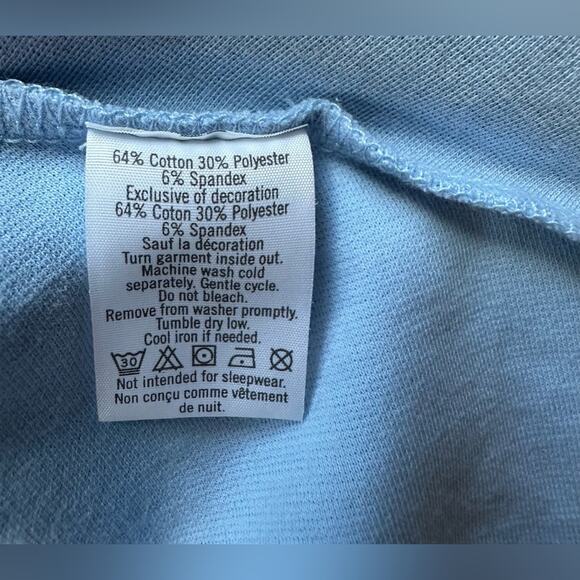 64% Cotton 30% Polyester
6% Spandex
Exclusive of decoration
64% Coton 30% Polyester
6% Spandex
Sauf la décoration
Turn garment inside out.
Machine wash cold
separately. Gentle cycle.
Do not bleach.
Remove from washer promptly.
Tumble dry low.
Cool iron if needed.
30
Not intended for sleepwear.
Non conçu comme vêtement
de nuit.